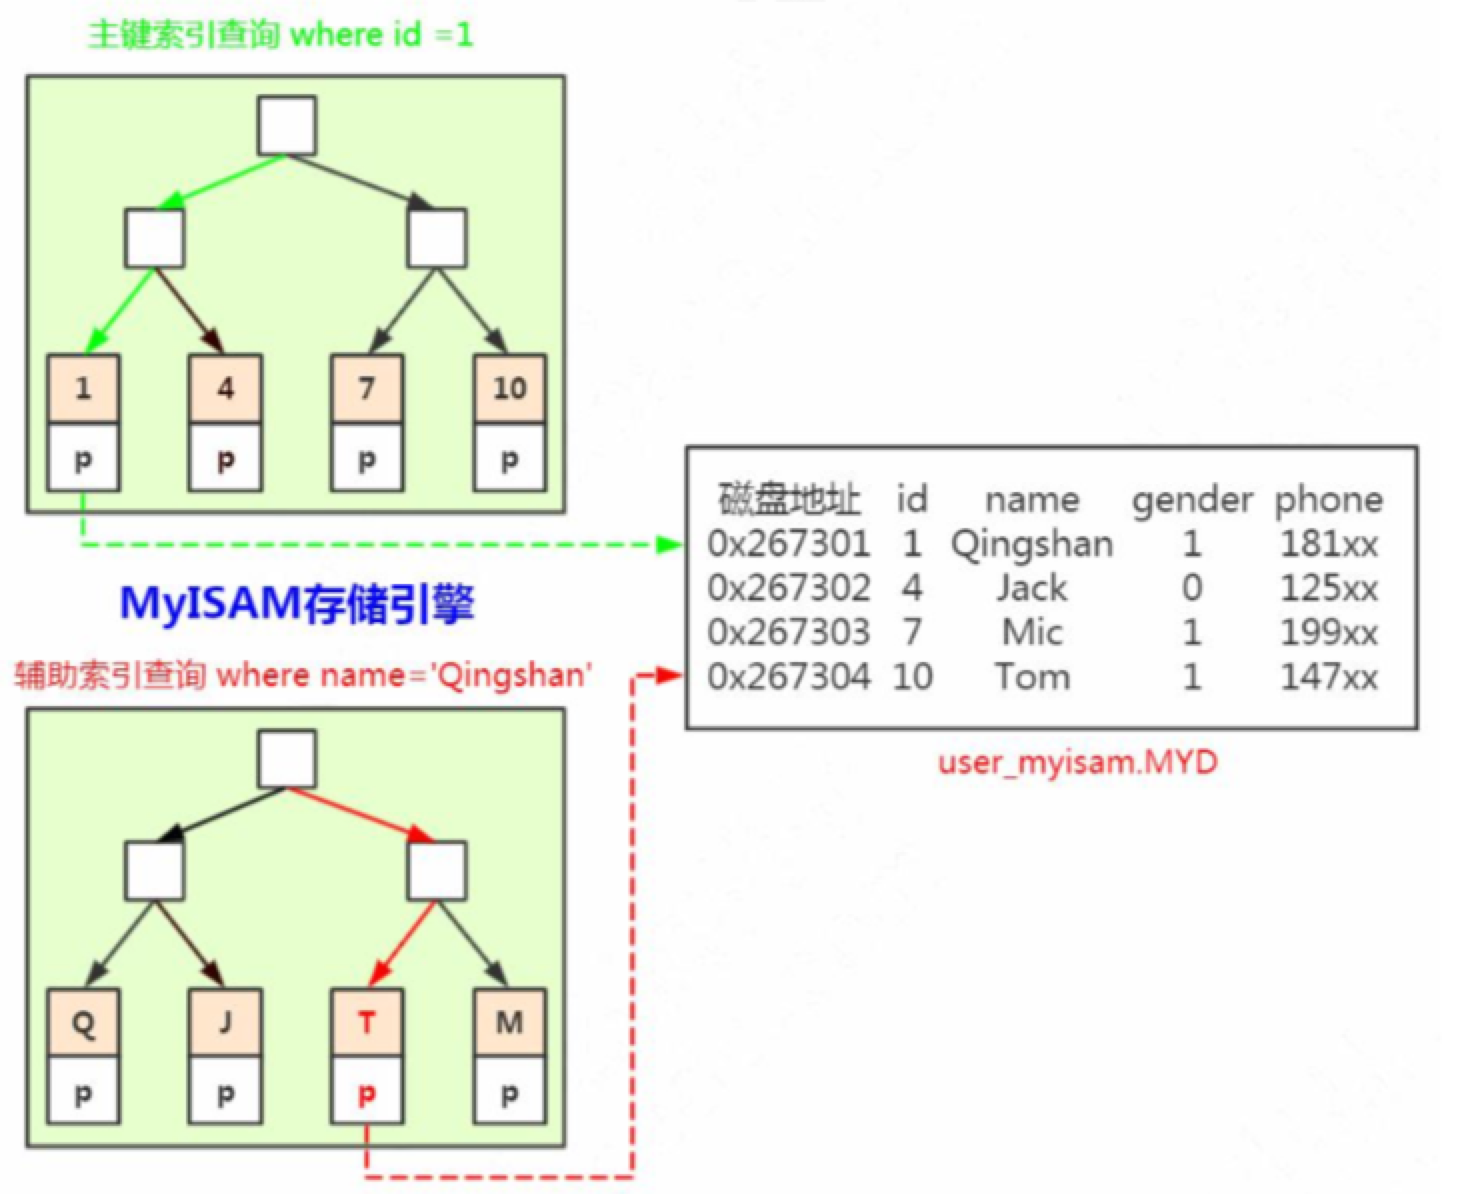 主键索引查询 where id =1
1 4 7 10
p p p p
磁盘地址 id name gender phone
0x267301 1 Qingshan 1 181xx
0x267302 4 Jack 0 125xx
0x267303 7 Mic 1 199xx
0x267304 10 Tom 1 147xx
user_myisam.MYD
MyISAM存储引擎
辅助索引查询 where name='Qingshan'
Q J T M
p p p p